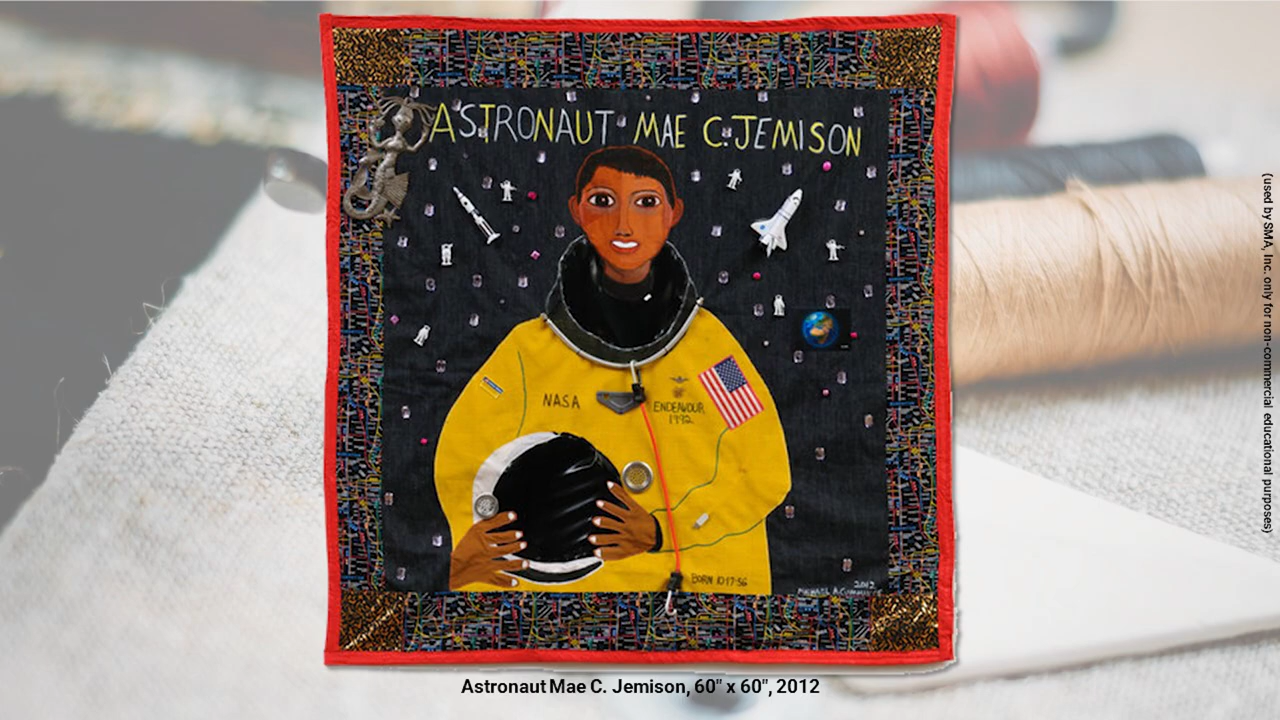 ASTRONAUT MAE C. JEMISON
NASA
ENDEAVOUR
1992
BORN 10·17·56
2012
MICHAEL A.
Astronaut Mae C. Jemison, 60" x 60", 2012
(used by SMA, Inc. only for non-commercial educational purposes)